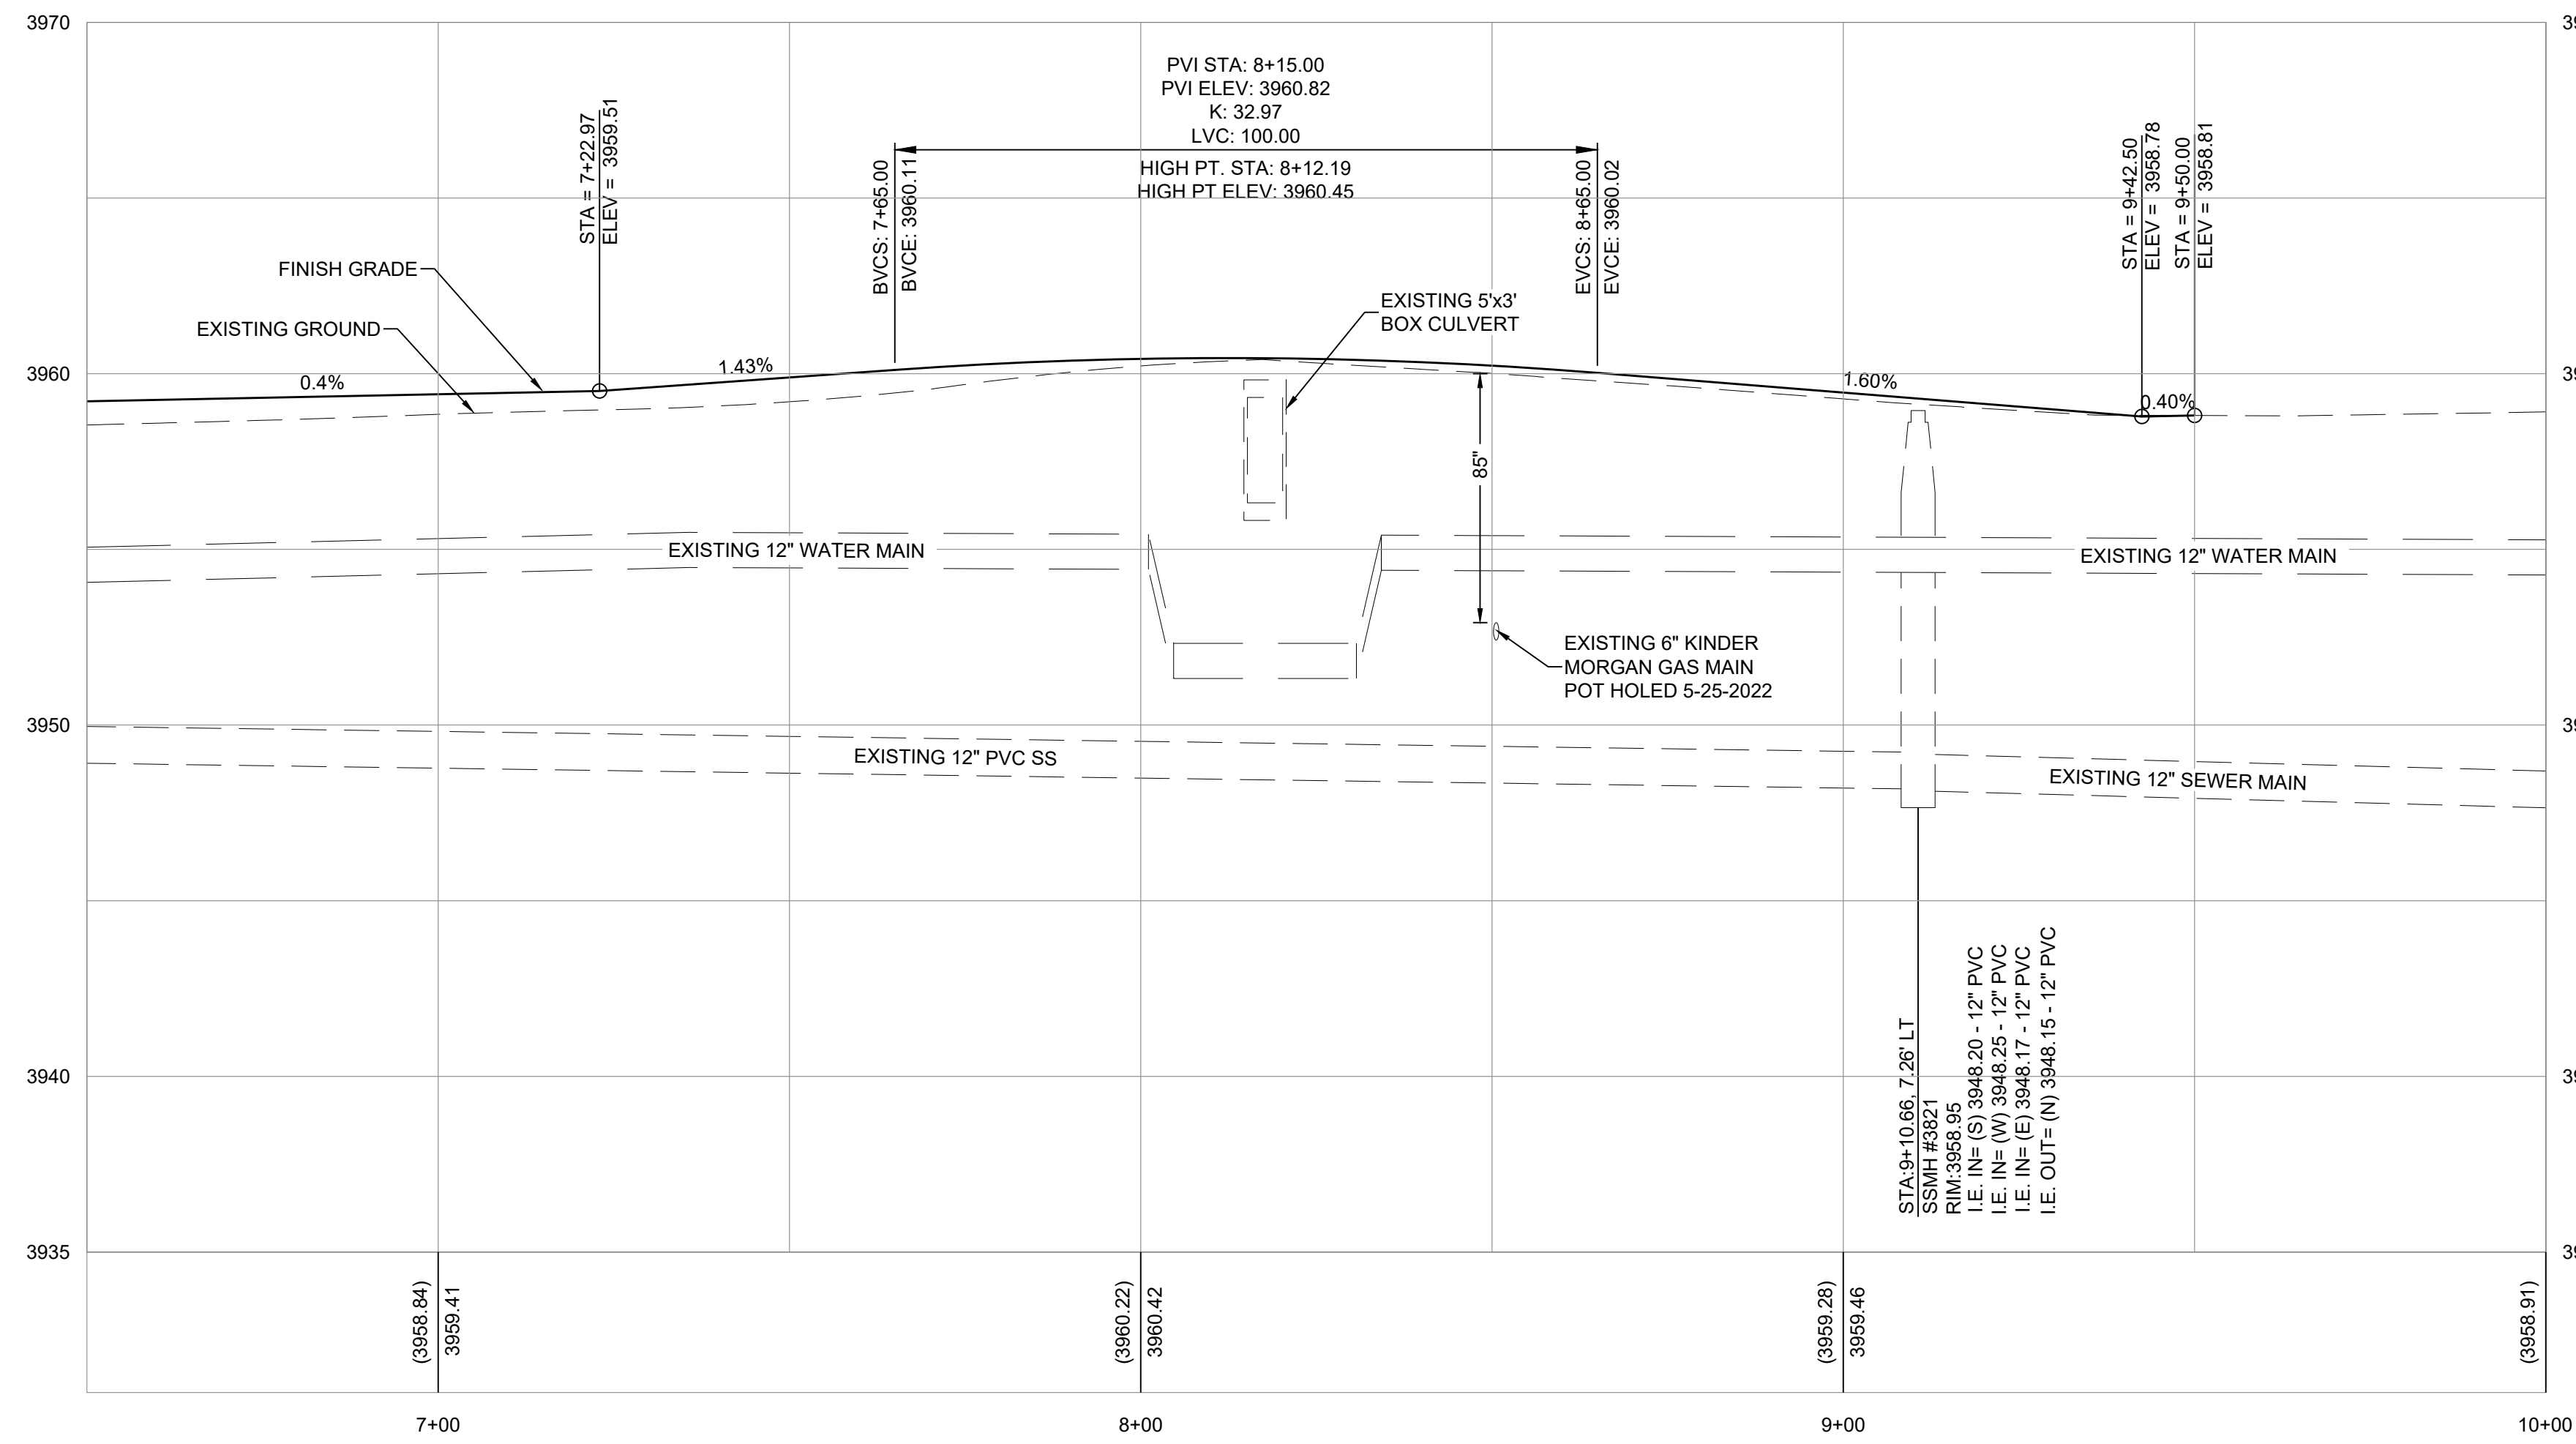 3970
PVI STA: 8+15.00
PVI ELEV: 3960.82
K: 32.97
LVC: 100.00
HIGH PT. STA: 8+12.19
HIGH PT ELEV: 3960.45
STA = 7+22.97
ELEV = 3959.51
BVCS: 7+65.00
BVCE: 3960.11
EVCS: 8+65.00
EVCE: 3960.02
STA = 9+42.50
ELEV = 3958.78
STA = 9+50.00
ELEV = 3958.81
FINISH GRADE
EXISTING GROUND
EXISTING 5'x3'
BOX CULVERT
3960
0.4%
1.43%
1.60%
0.40%
85"
EXISTING 12" WATER MAIN
EXISTING 12" WATER MAIN
EXISTING 6" KINDER
MORGAN GAS MAIN
POT HOLED 5-25-2022
3950
EXISTING 12" PVC SS
EXISTING 12" SEWER MAIN
3940
STA:9+10.66, 7.26' LT
SSMH #3821
RIM:3958.95
I.E. IN= (S) 3948.20 - 12" PVC
I.E. IN= (W) 3948.25 - 12" PVC
I.E. IN= (E) 3948.17 - 12" PVC
I.E. OUT= (N) 3948.15 - 12" PVC
3935
(3958.84)
3959.41
(3960.22)
3960.42
(3959.28)
3959.46
(3958.91)
7+00
8+00
9+00
10+00